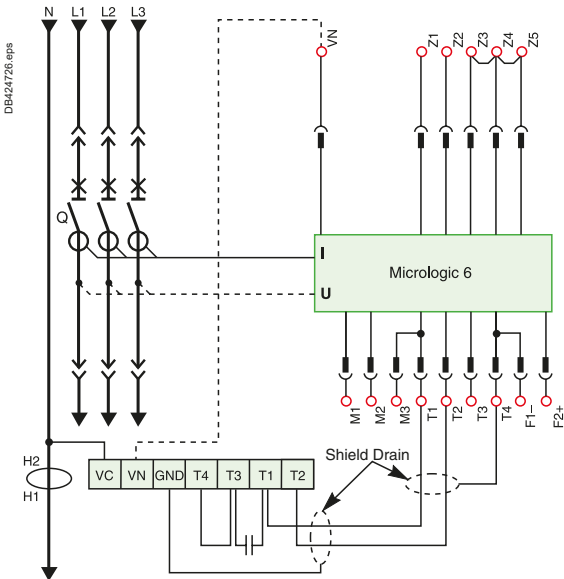 N L1 L2 L3
DB424726.eps
VN
Z1 Z2 Z3 Z4 Z5
Q
I
U
Micrologic 6
M1 M2 M3 T1 T2 T3 T4 F1– F2+
Shield Drain
H2
H1
VC VN GND T4 T3 T1 T2